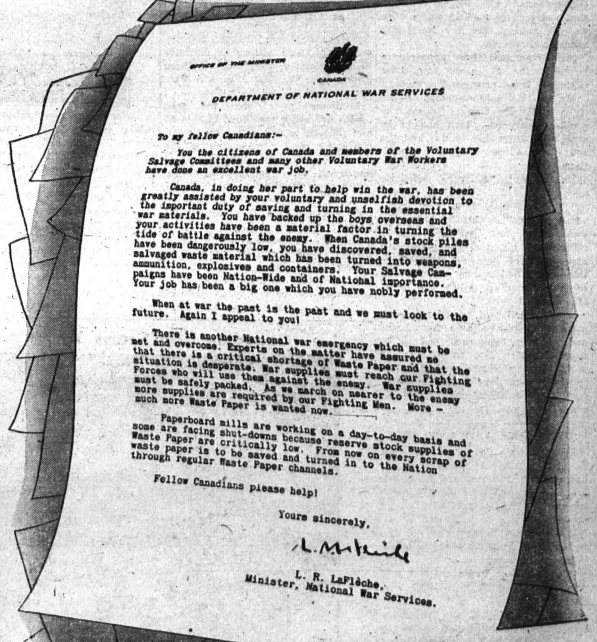 OFFICE OF THE MINISTER
CANADA
DEPARTMENT OF NATIONAL WAR SERVICES
To my fellow Canadians:-
You the citizens of Canada and members of the Voluntary
Salvage Committees and many other Voluntary War Workers
have done an excellent war job.
Canada, in doing her part to help win the war, has been
greatly assisted by your voluntary and unselfish devotion to
the important duty of saving and turning in the essential
war materials. You have backed up the boys overseas and
your activities have been a material factor in turning the
tide of battle against the enemy. When Canada's stock piles
have been dangerously low, you have discovered, saved, and
salvaged waste material which has been turned into weapons,
ammunition, explosives and containers. Your Salvage Cam-
paigns have been Nation-Wide and of National importance.
Your job has been a big one which you have nobly performed.
When at war the past is the past and we must look to the
future. Again I appeal to you!
There is another National war emergency which must be
met and overcome. Experts on the matter have assured me
that there is a critical shortage of Waste Paper and that the
situation is desperate. War supplies must reach our Fighting
Forces who will use them against the enemy. War supplies
must be safely packed. As we march on nearer to the enemy
more supplies are required by our Fighting Men. More -
much more Waste Paper is wanted now.
Paperboard mills are working on a day-to-day basis and
some are facing shut-downs because reserve stock supplies of
Waste Paper are critically low. From now on every scrap of
waste paper is to be saved and turned in to the Nation
through regular Waste Paper channels.
Fellow Canadians please help!
Yours sincerely,
L. R. LaFlèche,
Minister, National War Services.